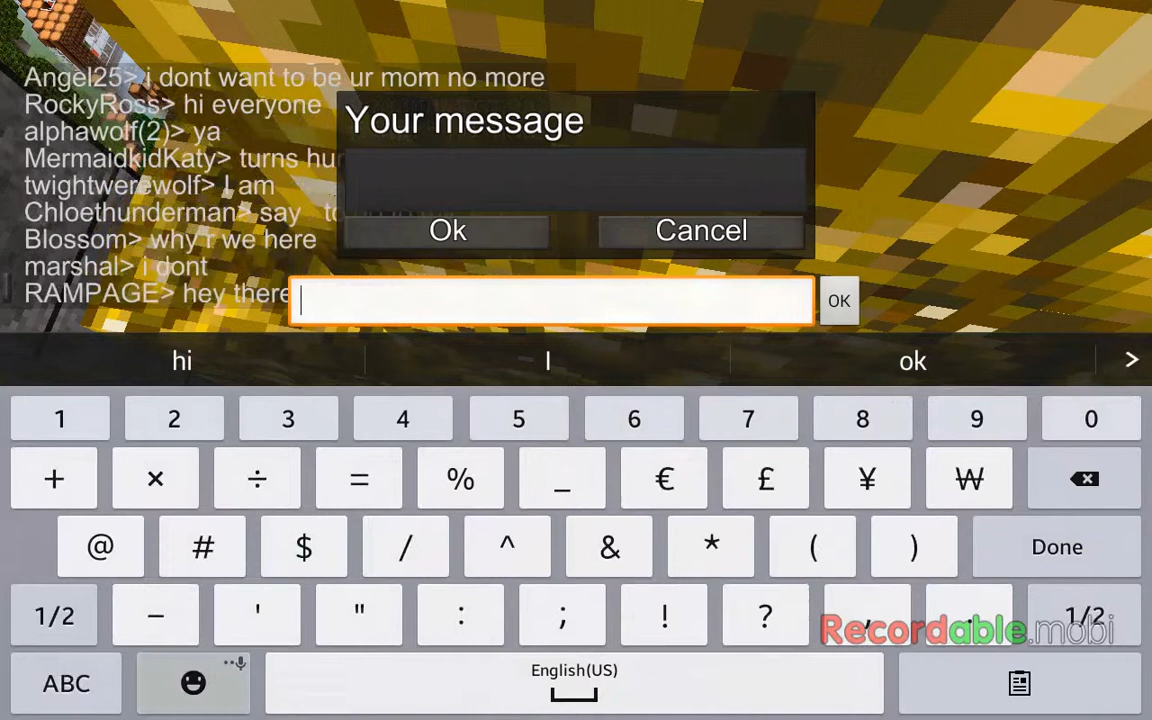 Angel25> i dont want to be ur mom no more
RockyRoss> hi everyone
alphawolf(2)> ya
MermaidkidKaty> turns
twightwerewolf> I am
Chloethunderman> say
Blossom> why r we here
marshal> i dont
RAMPAGE> hey there
Your message
Ok Cancel
OK
hi I ok >
1 2 3 4 5 6 7 8 9 0
+ × ÷ = % _ € £ ¥ ₩
@ # $ / ^ & * ( ) Done
1/2 – ' " : ; ! ? , . 1/2
Recordable.mobi
ABC English(US)